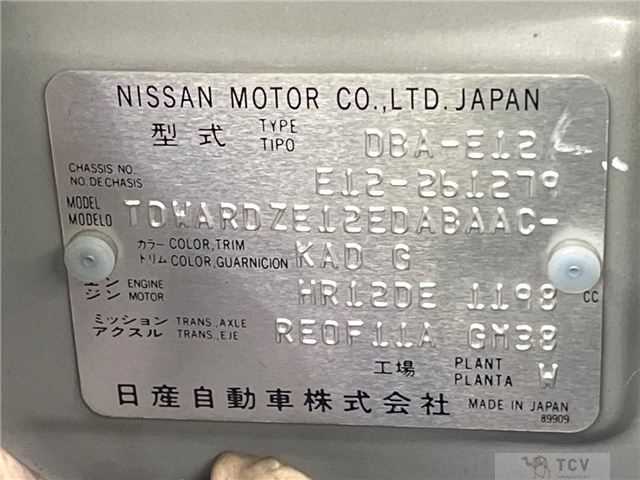 NISSAN MOTOR CO.,LTD. JAPAN
型式 TYPE TIPO DBA-E12
CHASSIS NO. NO. DE CHASIS E12-261279
MODEL MODELO TDWARDZE12EDABAAC-
カラー COLOR,TRIM トリム COLOR,GUARNICION KAD G
エンジン ENGINE MOTOR HR12DE 1198 CC
ミッション TRANS.,AXLE アクスル TRANS.,EJE RE0F11A GM38
工場 PLANT PLANTA W
日産自動車株式会社 MADE IN JAPAN
89909
TCV